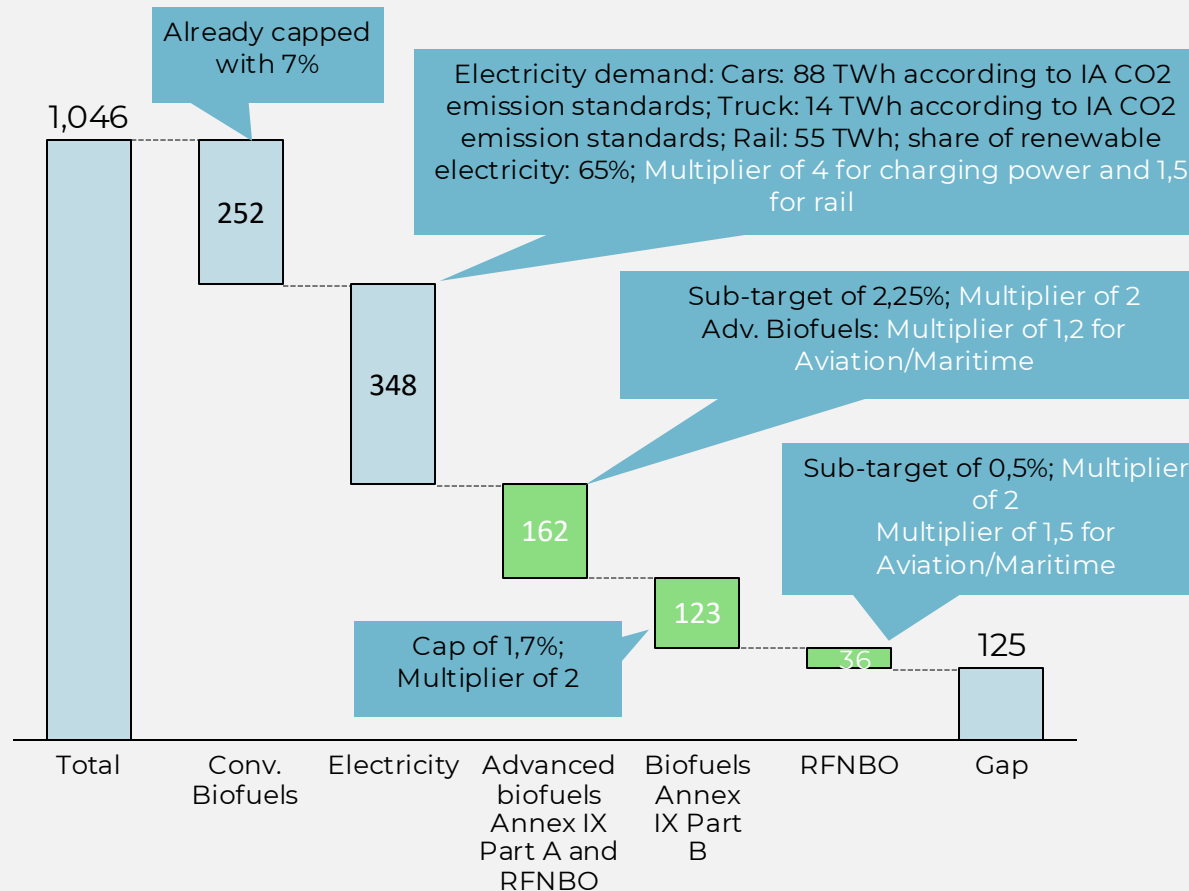 Already capped
with 7%
Electricity demand: Cars: 88 TWh according to IA CO2
emission standards; Truck: 14 TWh according to IA CO2
emission standards; Rail: 55 TWh; share of renewable
electricity: 65%; Multiplier of 4 for charging power and 1,5
for rail
1,046
252
348
Sub-target of 2,25%; Multiplier of 2
Adv. Biofuels: Multiplier of 1,2 for
Aviation/Maritime
162
Sub-target of 0,5%; Multiplier
of 2
Multiplier of 1,5 for
Aviation/Maritime
123
Cap of 1,7%;
Multiplier of 2
36
125
Total
Conv.
Biofuels
Electricity
Advanced
biofuels
Annex IX
Part A and
RFNBO
Biofuels
Annex
IX Part
B
RFNBO
Gap